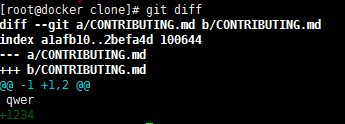 [root@docker clone]# git diff
diff --git a/CONTRIBUTING.md b/CONTRIBUTING.md
index a1afb10..2befa4d 100644
--- a/CONTRIBUTING.md
+++ b/CONTRIBUTING.md
@@ -1 +1,2 @@
 qwer
+1234